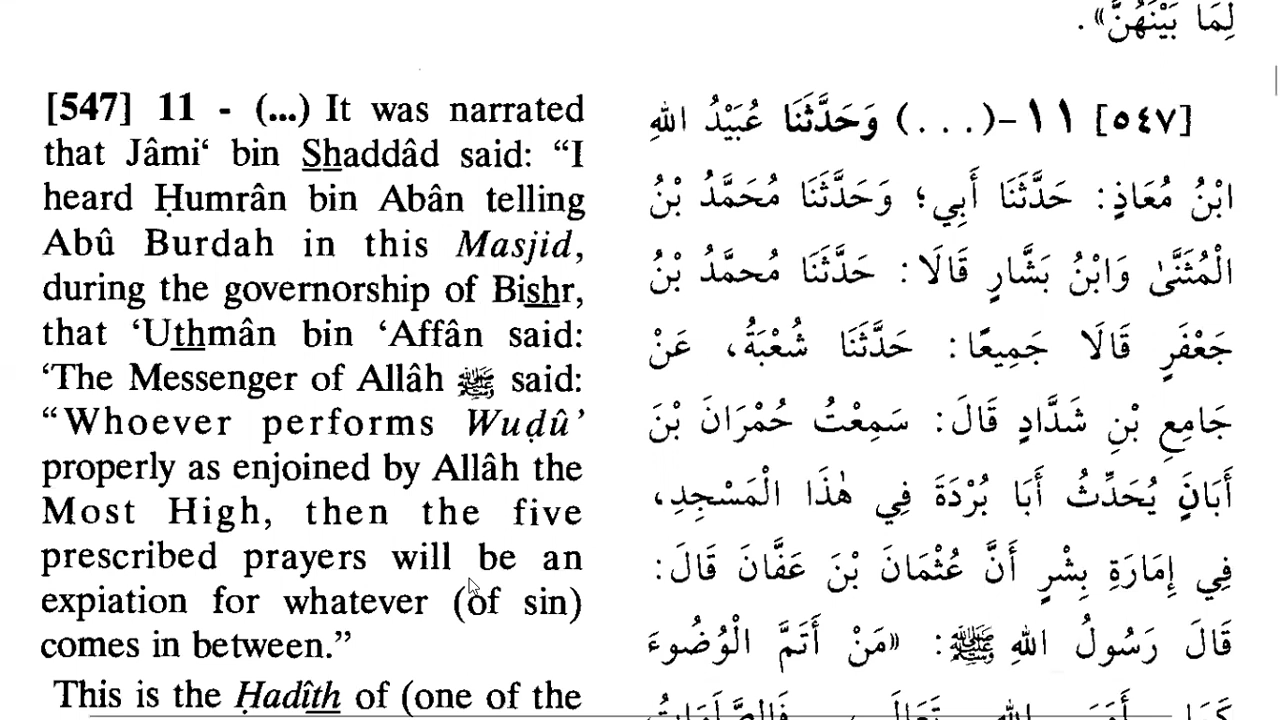 [547] 11 - (...) It was narrated
that Jâmi‘ bin Shaddâd said: “I
heard Ḥumrân bin Abân telling
Abû Burdah in this Masjid,
during the governorship of Bishr,
that ‘Uthmân bin ‘Affân said:
‘The Messenger of Allâh ﷺ said:
“Whoever performs Wuḍû’
properly as enjoined by Allâh the
Most High, then the five
prescribed prayers will be an
expiation for whatever (of sin)
comes in between.”
This is the Ḥadîth of (one of the
لِمَا بَيْنَهُنَّ».
[٥٤٧] ١١-(...) وَحَدَّثَنَا عُبَيْدُ اللهِ
ابْنُ مُعَاذٍ: حَدَّثَنَا أَبِي؛ وَحَدَّثَنَا مُحَمَّدُ بْنُ
الْمُثَنَّىٰ وَابْنُ بَشَّارٍ قَالَا: حَدَّثَنَا مُحمَّدُ بْنُ
جَعْفَرٍ قَالَا جَمِيعًا: حَدَّثَنَا شُعْبَةُ، عَنْ
جَامِعِ بْنِ شَدَّادٍ قَالَ: سَمِعْتُ حُمْرَانَ بْنَ
أَبَانٍ يُحَدِّثُ أَبَا بُرْدَةَ فِي هٰذَا الْمَسْجِدِ،
فِي إِمَارَةِ بِشْرٍ أَنَّ عُثْمَانَ بْنَ عَفَّانَ قَالَ:
قَالَ رَسُولُ اللهِ ﷺ: «مَنْ أَتَمَّ الْوُضُوءَ
كَمَا أَمَرَهُ اللهُ تَعَالَى، فَالصَّلَوَاتُ